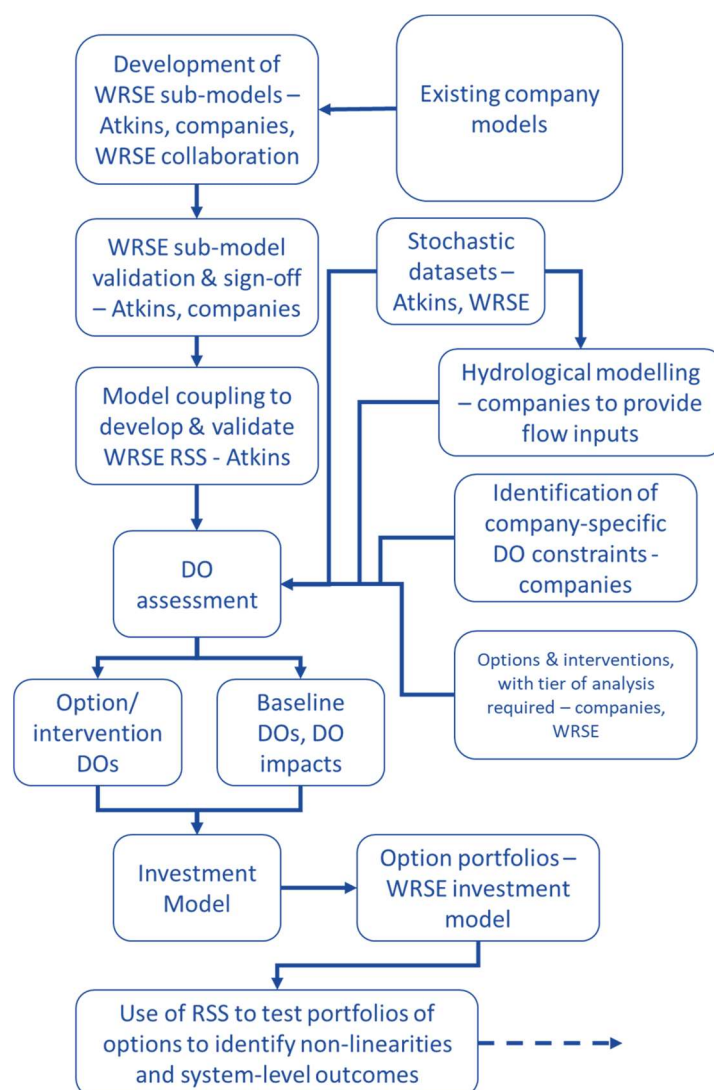 Development of
WRSE sub-models –
Atkins, companies,
WRSE collaboration
Existing company
models
WRSE sub-model
validation & sign-off
– Atkins, companies
Stochastic
datasets –
Atkins, WRSE
Model coupling to
develop & validate
WRSE RSS - Atkins
Hydrological modelling
– companies to provide
flow inputs
Identification of
company-specific
DO constraints -
companies
DO
assessment
Options & interventions,
with tier of analysis
required – companies,
WRSE
Option/
intervention
DOs
Baseline
DOs, DO
impacts
Investment
Model
Option portfolios –
WRSE investment
model
Use of RSS to test portfolios of
options to identify non-linearities
and system-level outcomes